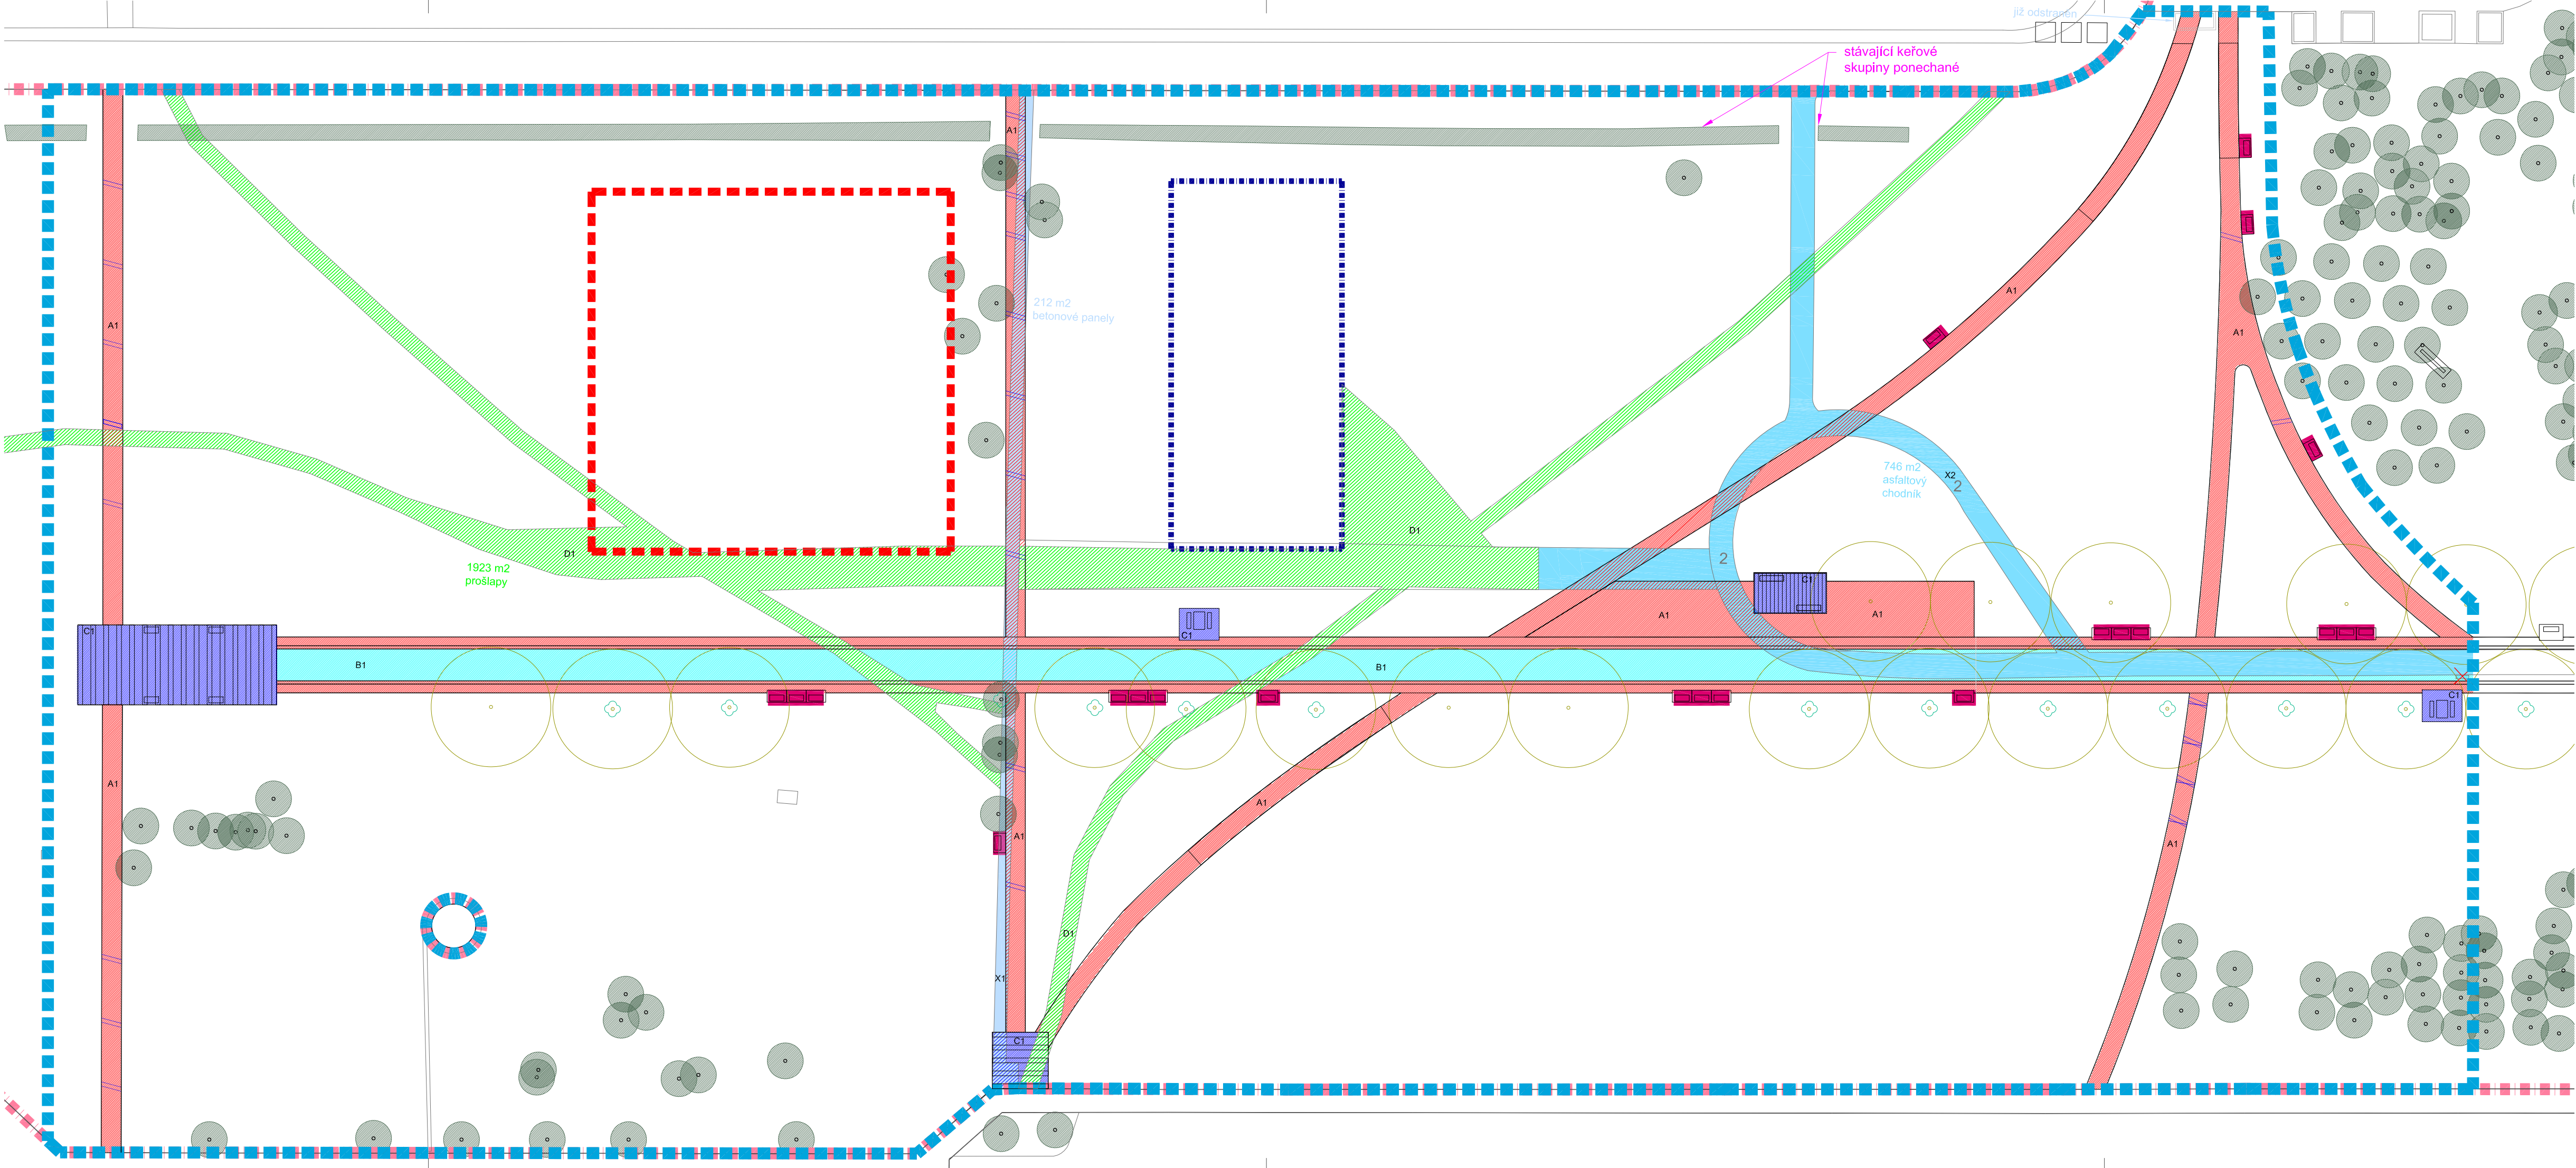 již odstraněn
stávající keřové
skupiny ponechané
A1
A1
A1
212 m2
betonové panely
A1
A1
746 m2
asfaltový
chodník
X2
2
D1
D1
2
1923 m2
prošlapy
C1
C1
C1
A1
A1
B1
B1
C1
A1
A1
A1
A1
D1
X1
C1